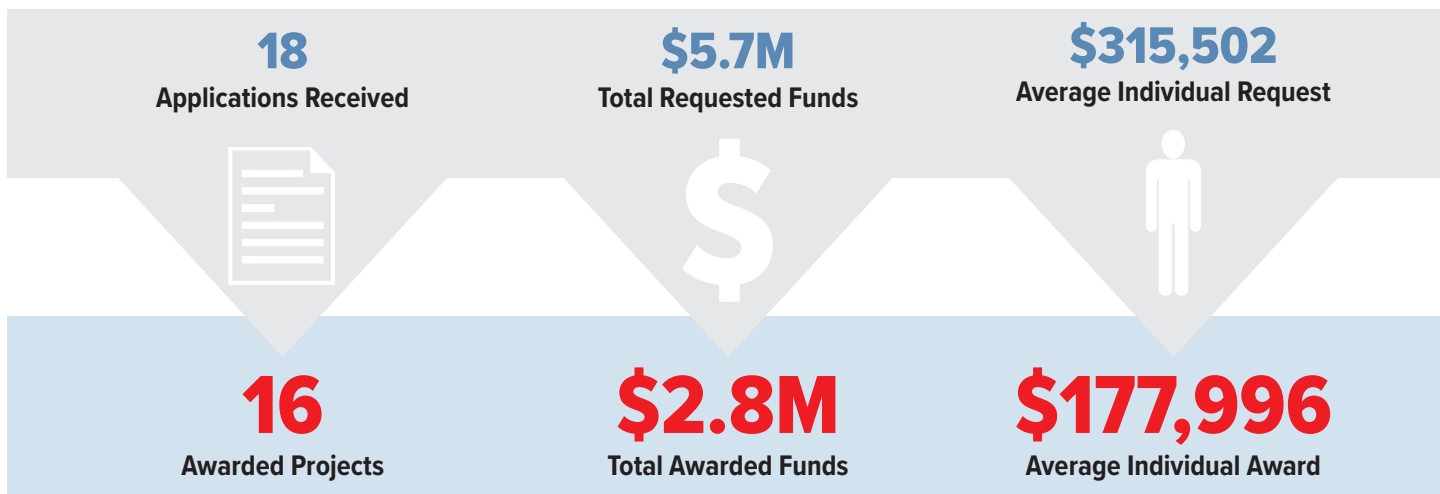 18
Applications Received
$5.7M
Total Requested Funds
$315,502
Average Individual Request
$
16
Awarded Projects
$2.8M
Total Awarded Funds
$177,996
Average Individual Award